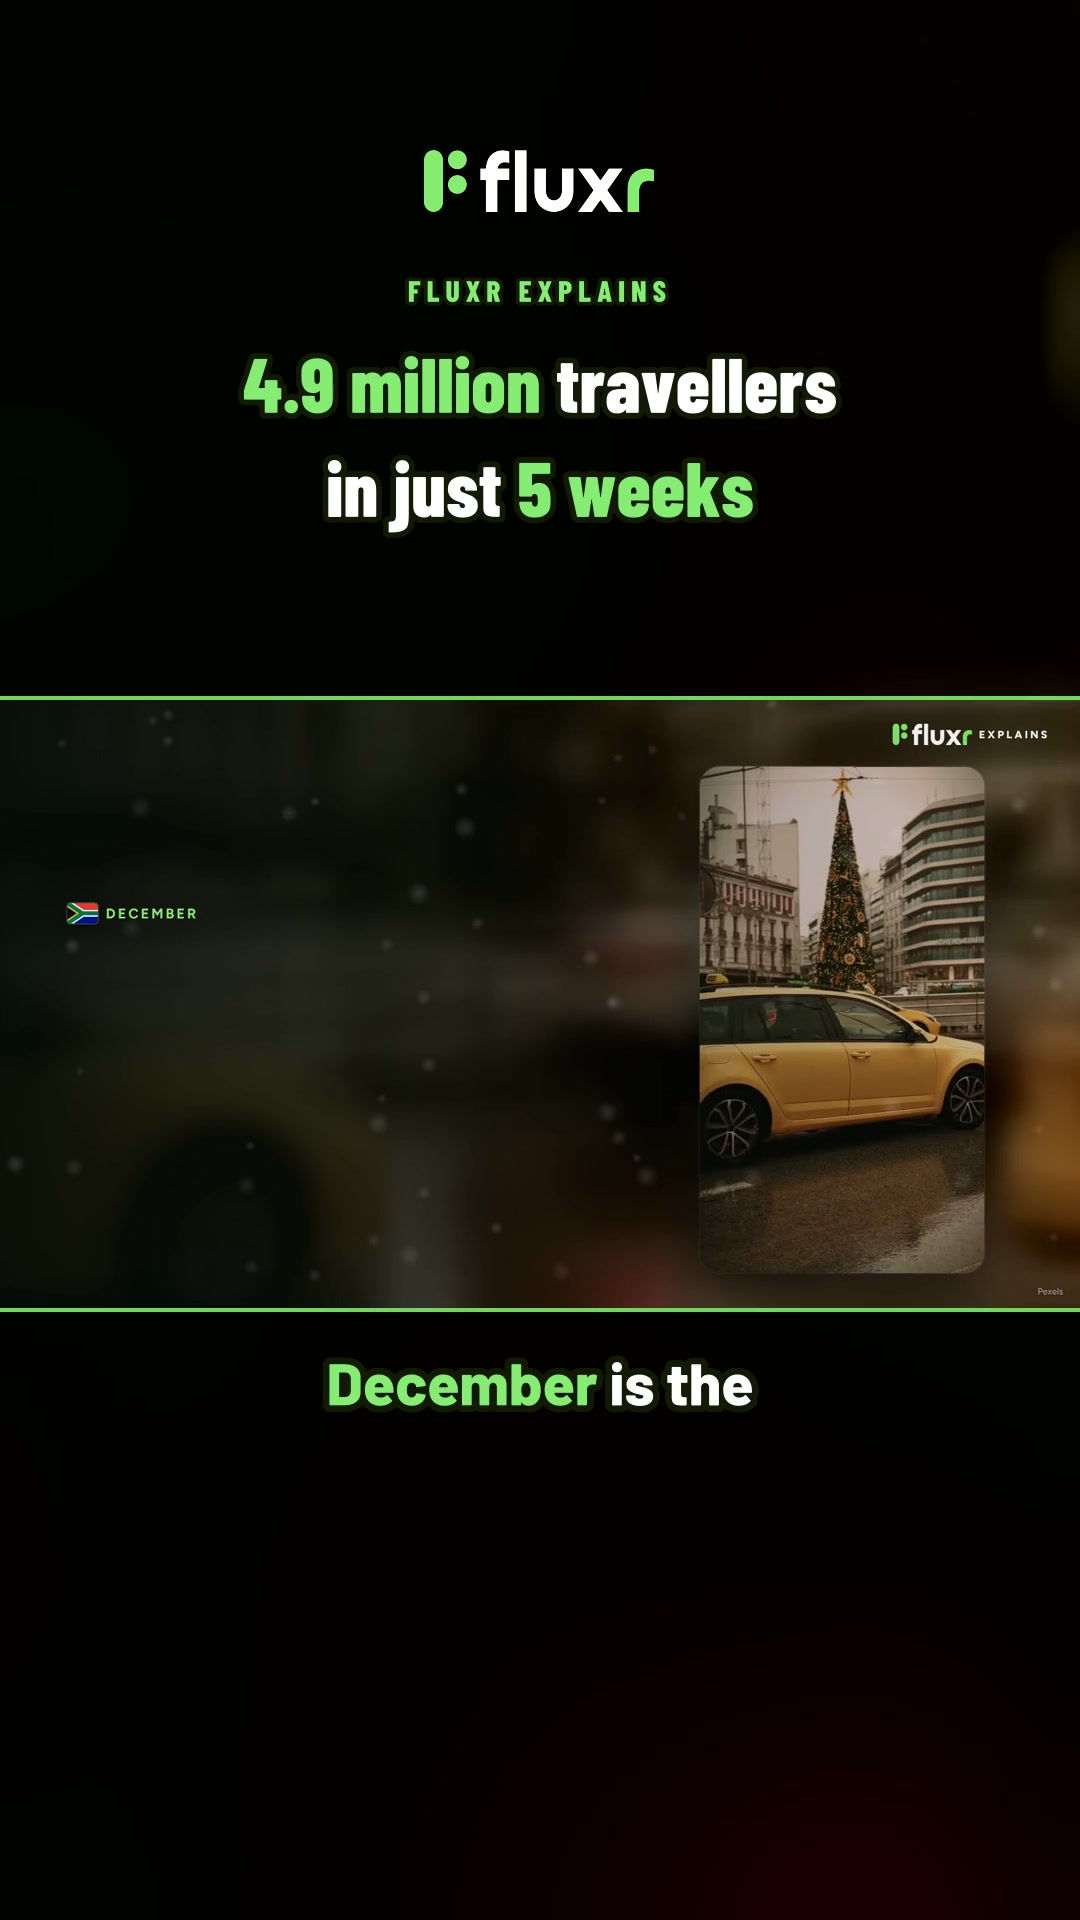 fluxr
FLUXR EXPLAINS
4.9 million travellers
in just 5 weeks
fluxr EXPLAINS
DECEMBER
Pexels
December is the